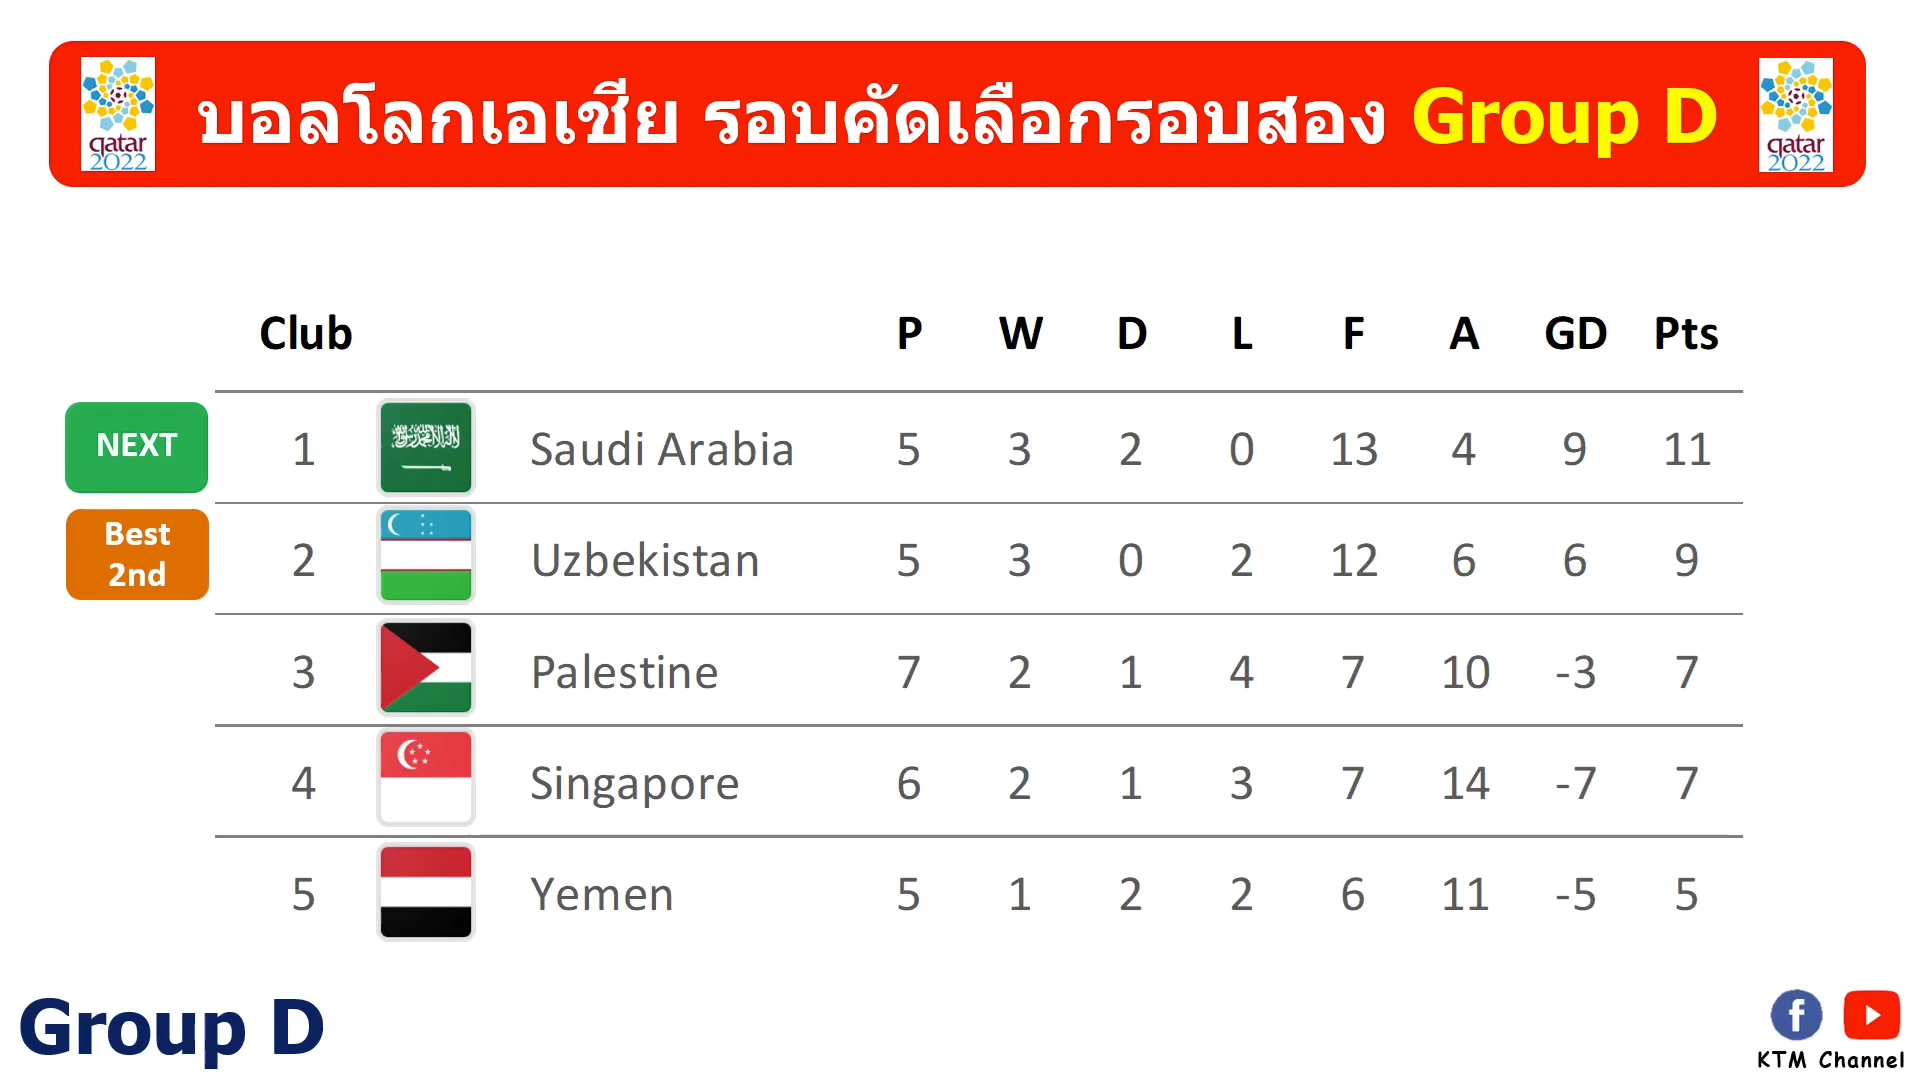 บอลโลกเอเชีย รอบคัดเลือกรอบสอง Group D
qatar
2022
qatar
2022
Club P W D L F A GD Pts
NEXT 1 Saudi Arabia 5 3 2 0 13 4 9 11
Best
2nd
2 Uzbekistan 5 3 0 2 12 6 6 9
3 Palestine 7 2 1 4 7 10 -3 7
4 Singapore 6 2 1 3 7 14 -7 7
5 Yemen 5 1 2 2 6 11 -5 5
Group D
KTM Channel